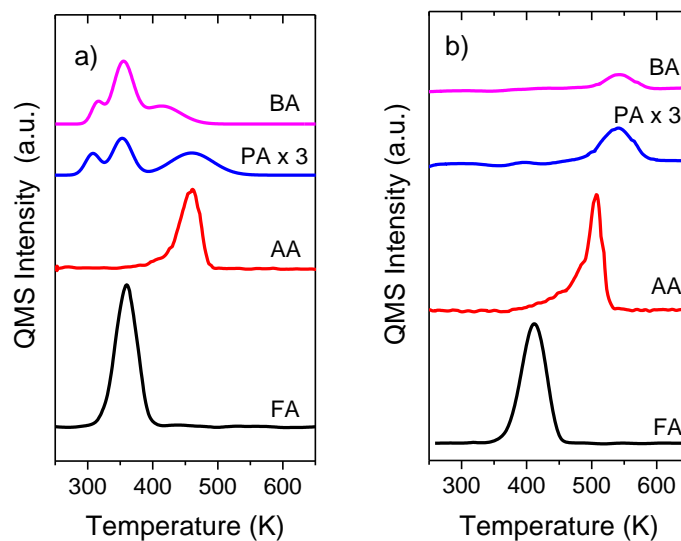 a)
BA
PA x 3
AA
FA
QMS Intensity (a.u.)
300 400 500 600
Temperature (K)
b)
BA
PA x 3
AA
FA
QMS Intensity (a.u.)
300 400 500 600
Temperature (K)